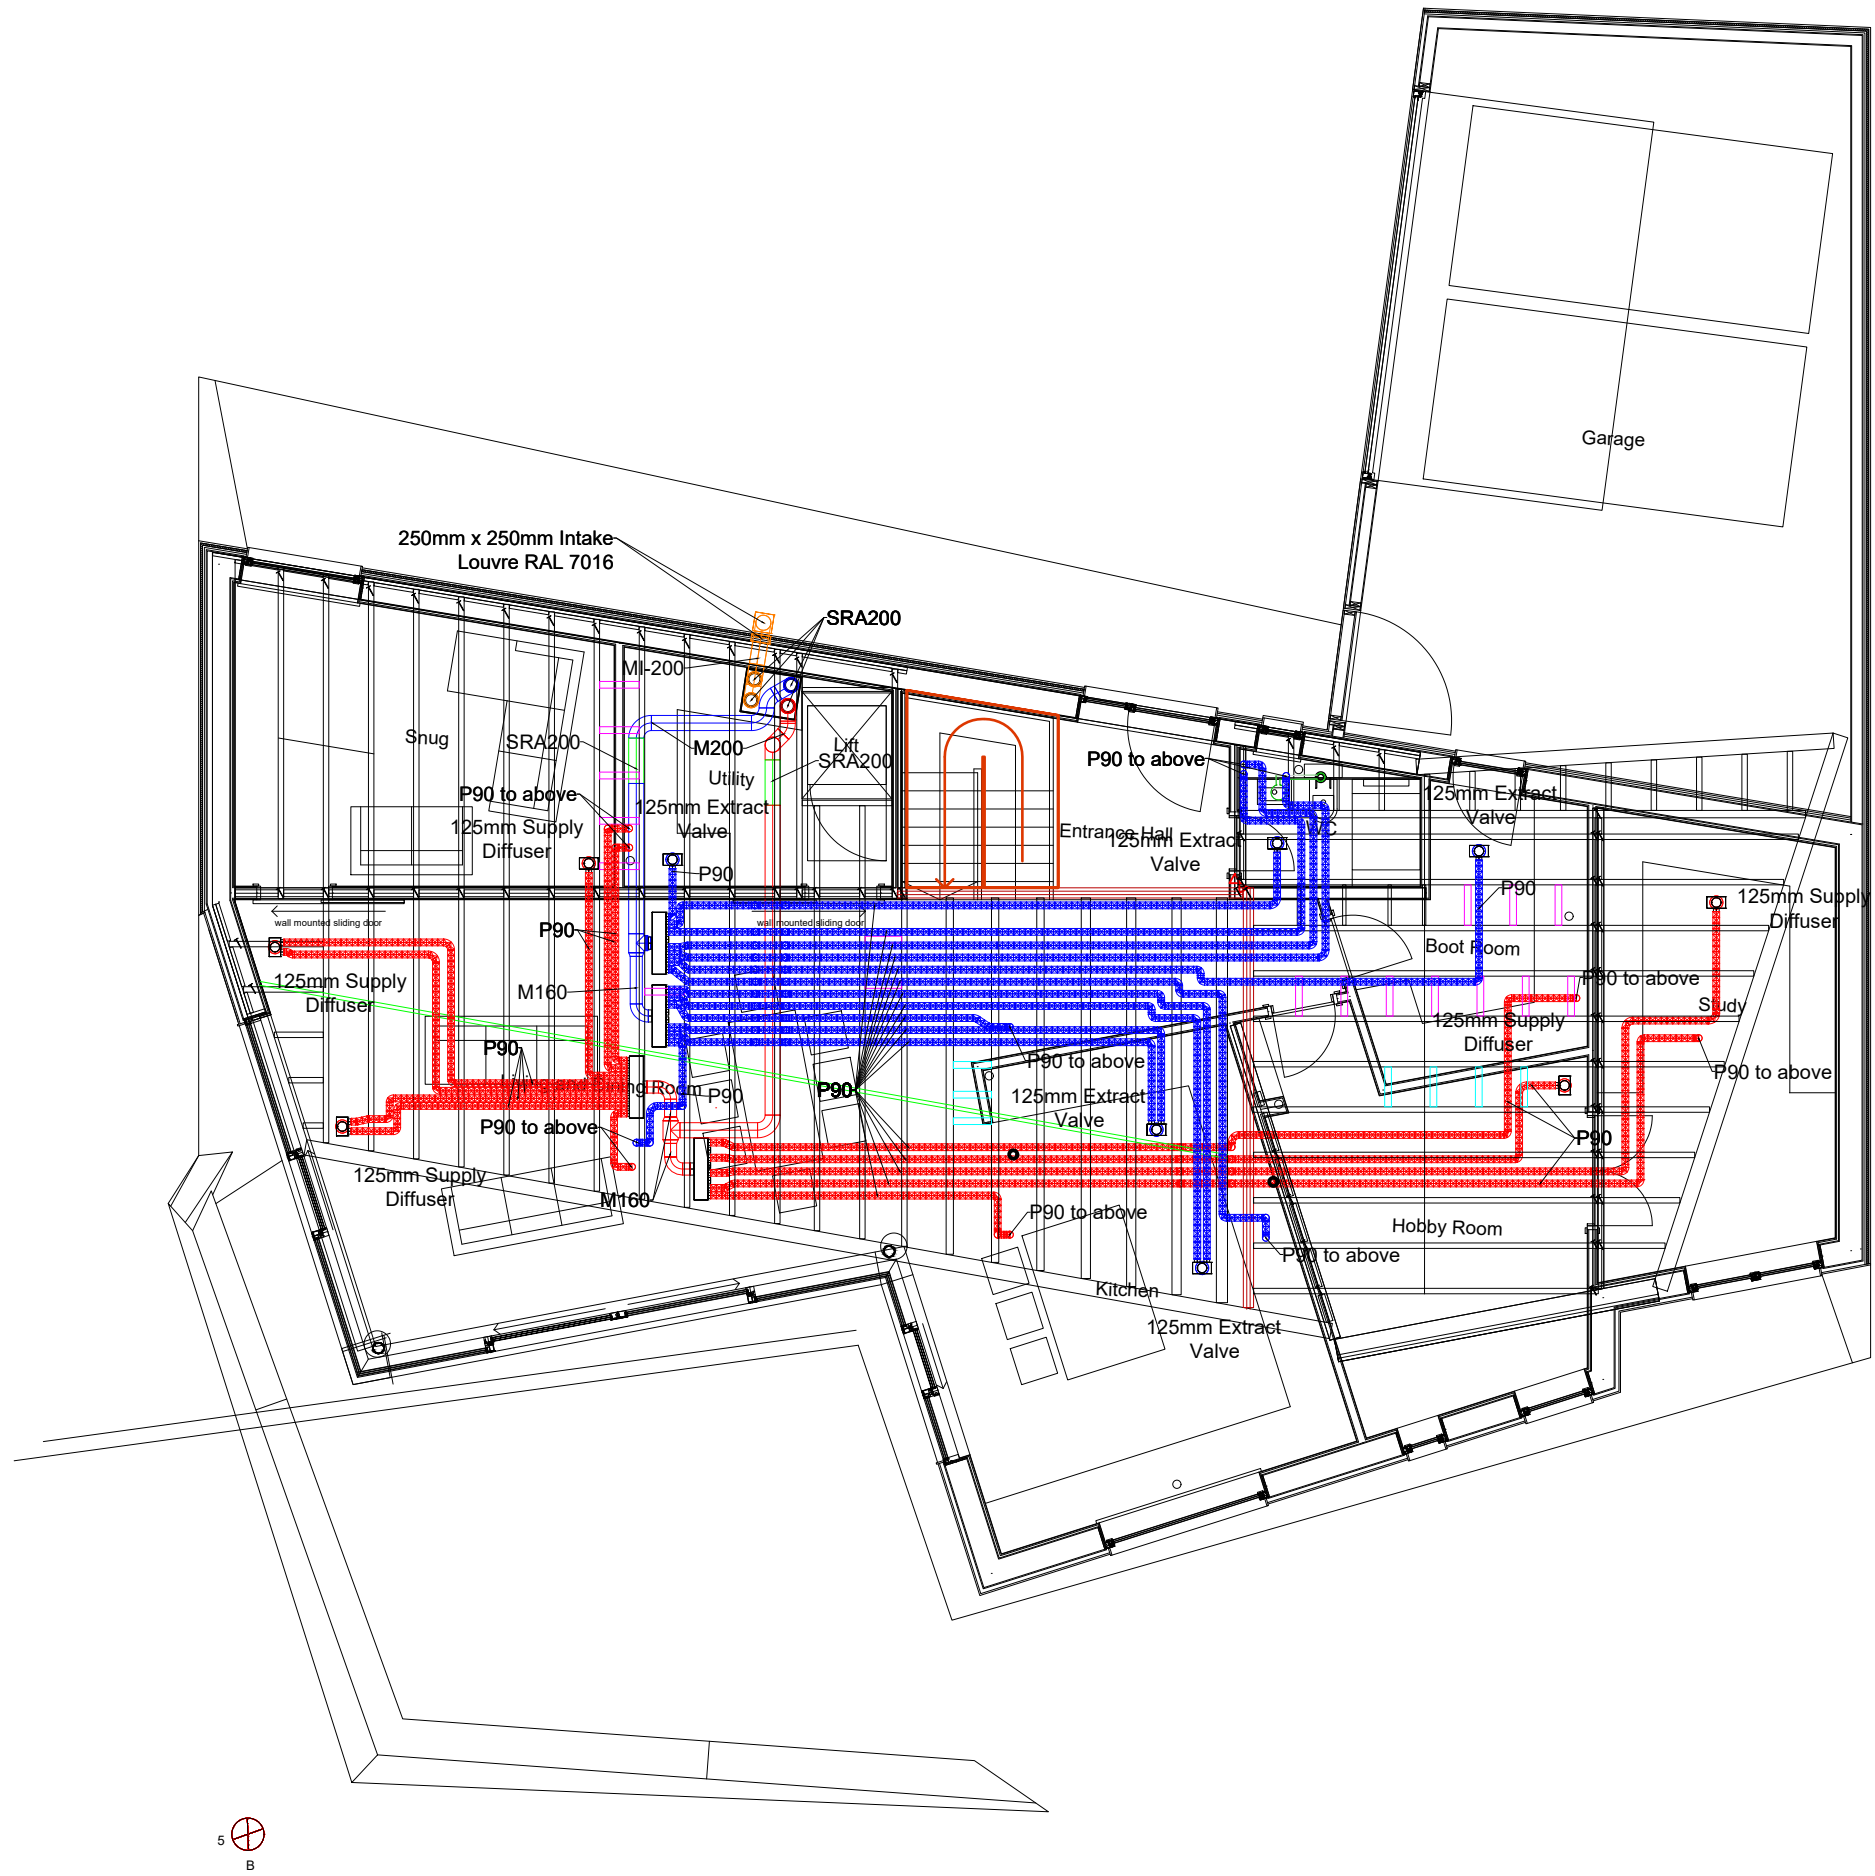 Garage
250mm x 250mm Intake
Louvre RAL 7016
SRA200
MI-200
Snug
SRA200
M200
Lift
SRA200
Utility
P90 to above
P90 to above
125mm Supply
Diffuser
125mm Extract
Valve
125mm Extract
Valve
Entrance Hall
125mm Extract
Valve
P90
P90
125mm Supply
Diffuser
wall mounted sliding door
wall mounted sliding door
P90
Boot Room
125mm Supply
Diffuser
M160
P90 to above
Study
125mm Supply
Diffuser
P90
P90 to above
P90 to above
Living and Dining Room
P90
P90
125mm Extract
Valve
P90 to above
P90
125mm Supply
Diffuser
M160
P90 to above
Hobby Room
P90 to above
Kitchen
125mm Extract
Valve
5
B